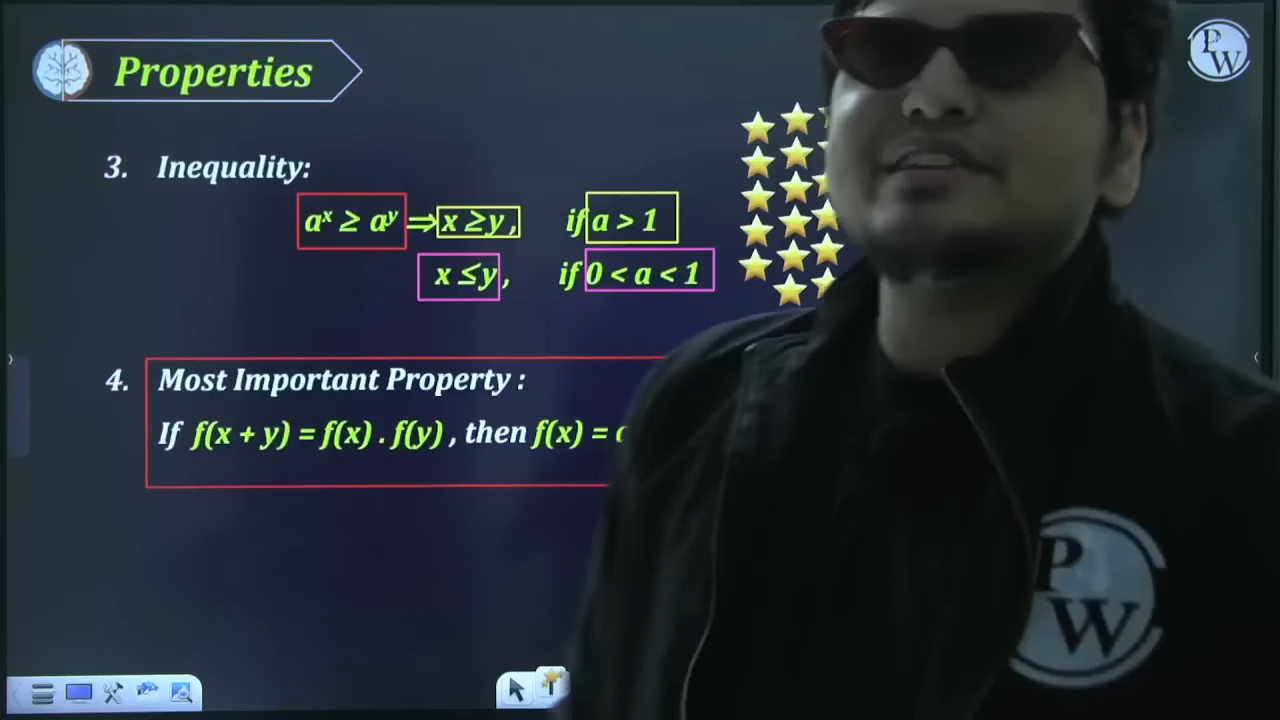 Properties
PW
3. Inequality:
aˣ ≥ aʸ ⇒ x ≥ y, if a > 1
x ≤ y, if 0 < a < 1
4. Most Important Property :
If f(x + y) = f(x) . f(y) , then f(x) =
PW